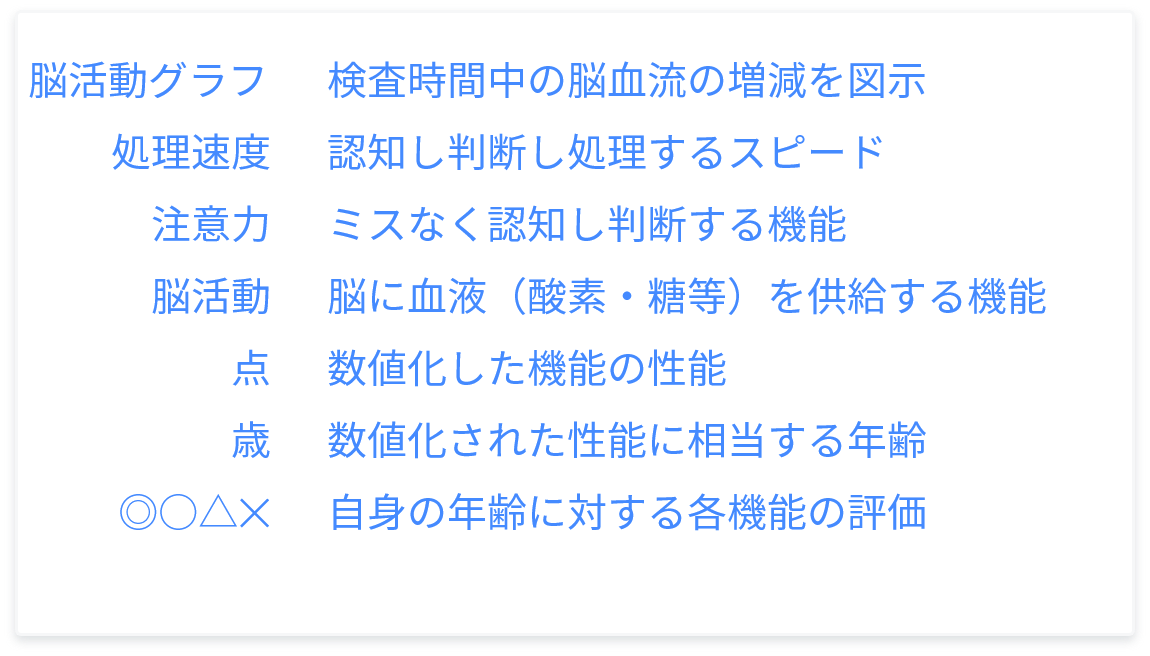 脳活動グラフ　検査時間中の脳血流の増減を図示
処理速度　認知し判断し処理するスピード
注意力　ミスなく認知し判断する機能
脳活動　脳に血液（酸素・糖等）を供給する機能
点　数値化した機能の性能
歳　数値化された性能に相当する年齢
◎○△×　自身の年齢に対する各機能の評価